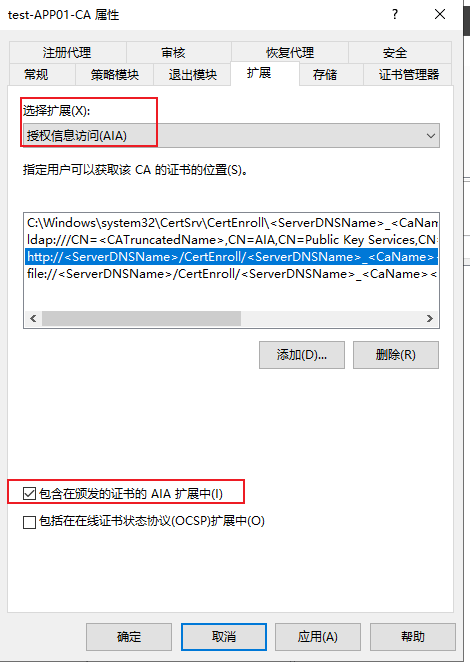 test-APP01-CA 属性
?
注册代理 审核 恢复代理 安全
常规 策略模块 退出模块 扩展 存储 证书管理器
选择扩展(X):
授权信息访问(AIA)
指定用户可以获取该 CA 的证书的位置(S)。
C:\Windows\system32\CertSrv\CertEnroll\<ServerDNSName>_<CaNam
ldap:///CN=<CATruncatedName>,CN=AIA,CN=Public Key Services,CN=
http://<ServerDNSName>/CertEnroll/<ServerDNSName>_<CaName><
file://<ServerDNSName>/CertEnroll/<ServerDNSName>_<CaName><
添加(D)... 删除(R)
包含在颁发的证书的 AIA 扩展中(I)
包括在在线证书状态协议(OCSP)扩展中(O)
确定 取消 应用(A) 帮助